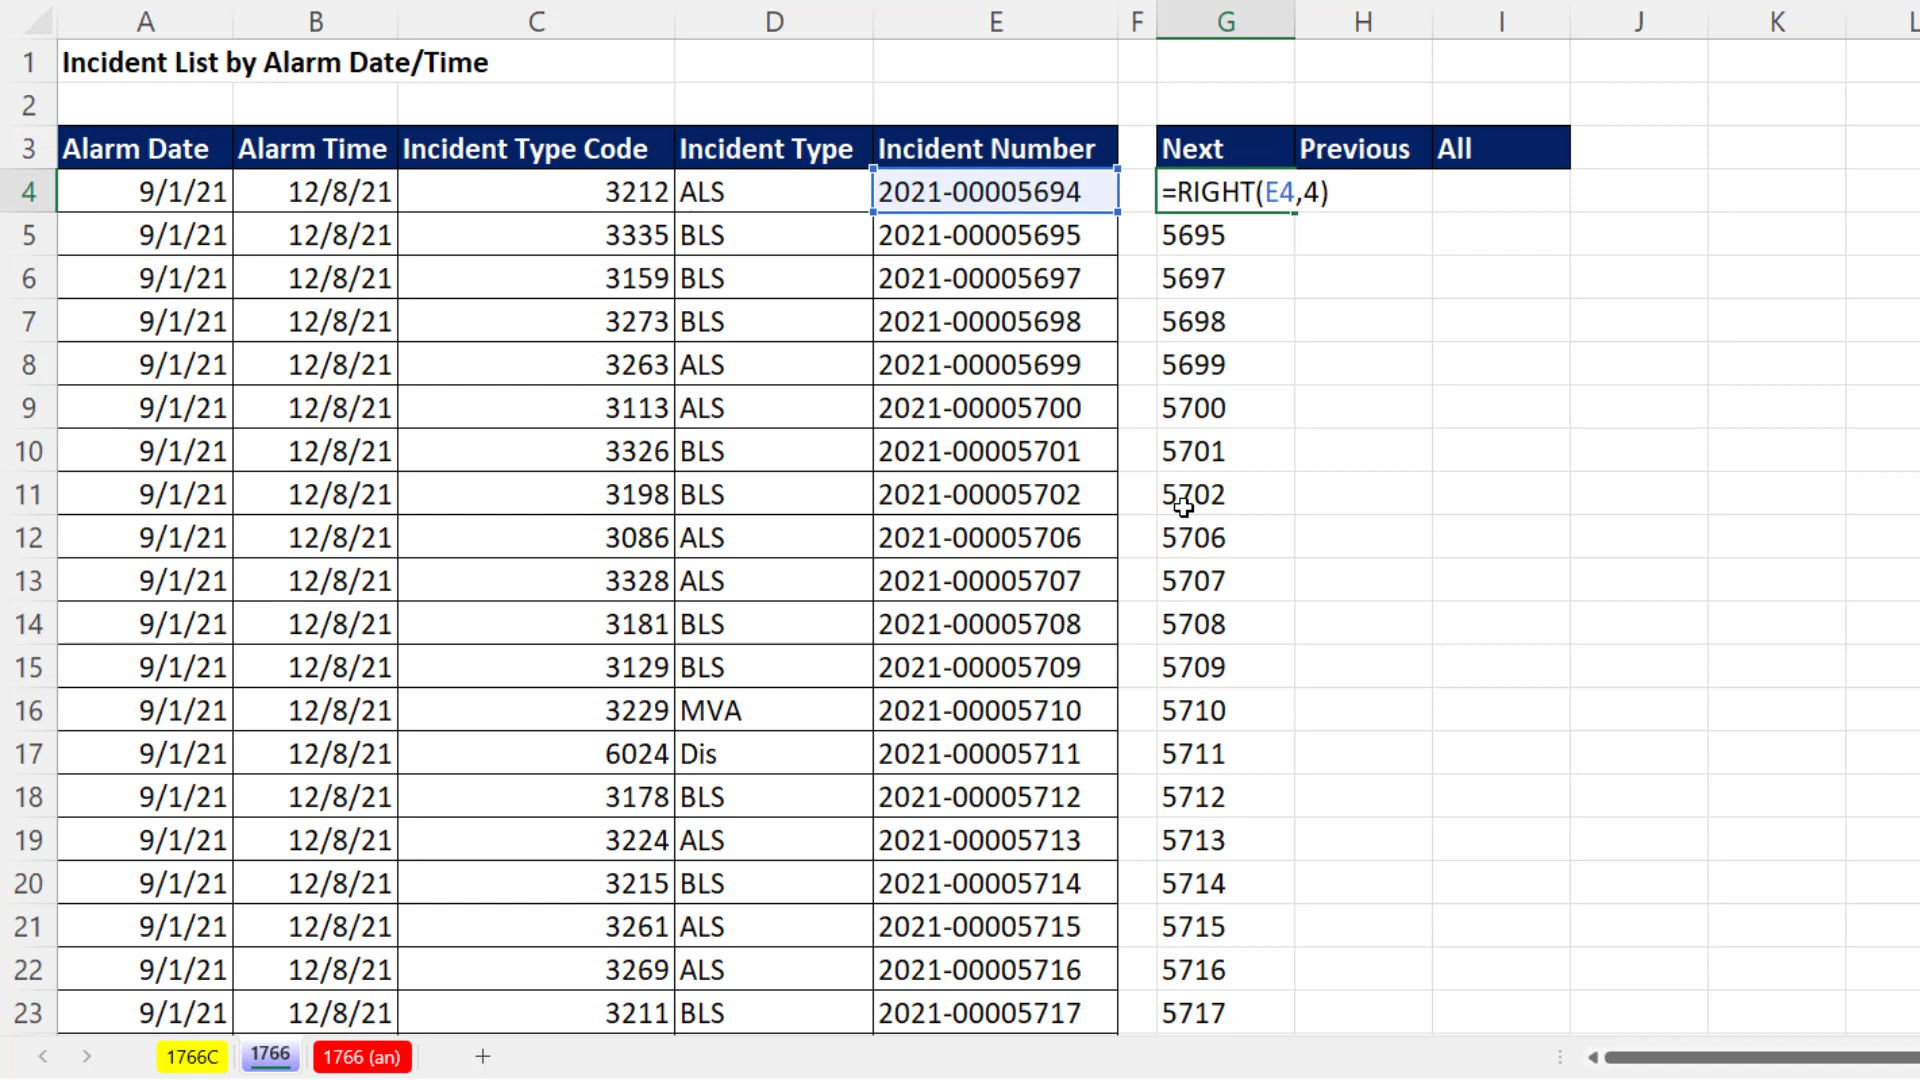 A B C D E F G H I J K L
1 Incident List by Alarm Date/Time
2
3 Alarm Date Alarm Time Incident Type Code Incident Type Incident Number Next Previous All
4 9/1/21 12/8/21 3212 ALS 2021-00005694 =RIGHT(E4,4)
5 9/1/21 12/8/21 3335 BLS 2021-00005695 5695
6 9/1/21 12/8/21 3159 BLS 2021-00005697 5697
7 9/1/21 12/8/21 3273 BLS 2021-00005698 5698
8 9/1/21 12/8/21 3263 ALS 2021-00005699 5699
9 9/1/21 12/8/21 3113 ALS 2021-00005700 5700
10 9/1/21 12/8/21 3326 BLS 2021-00005701 5701
11 9/1/21 12/8/21 3198 BLS 2021-00005702 5702
12 9/1/21 12/8/21 3086 ALS 2021-00005706 5706
13 9/1/21 12/8/21 3328 ALS 2021-00005707 5707
14 9/1/21 12/8/21 3181 BLS 2021-00005708 5708
15 9/1/21 12/8/21 3129 BLS 2021-00005709 5709
16 9/1/21 12/8/21 3229 MVA 2021-00005710 5710
17 9/1/21 12/8/21 6024 Dis 2021-00005711 5711
18 9/1/21 12/8/21 3178 BLS 2021-00005712 5712
19 9/1/21 12/8/21 3224 ALS 2021-00005713 5713
20 9/1/21 12/8/21 3215 BLS 2021-00005714 5714
21 9/1/21 12/8/21 3261 ALS 2021-00005715 5715
22 9/1/21 12/8/21 3269 ALS 2021-00005716 5716
23 9/1/21 12/8/21 3211 BLS 2021-00005717 5717
1766C 1766 1766 (an)